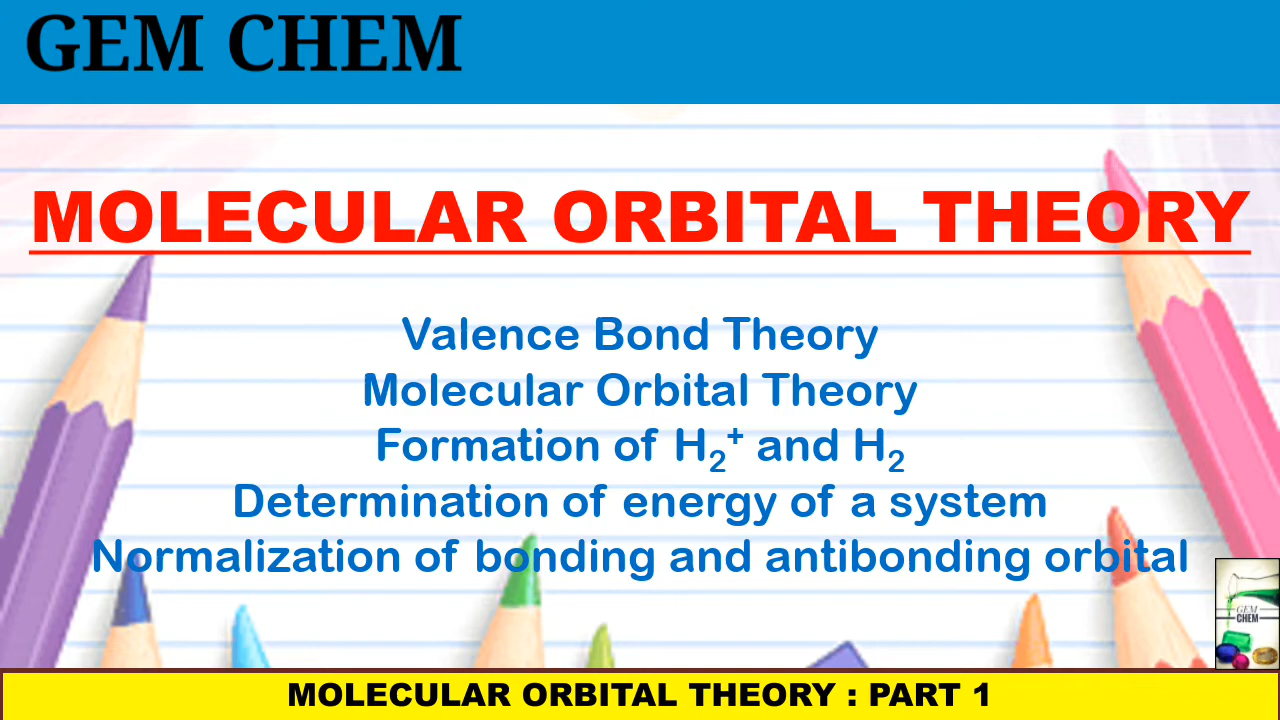 GEM CHEM
MOLECULAR ORBITAL THEORY
Valence Bond Theory
Molecular Orbital Theory
Formation of H₂⁺ and H₂
Determination of energy of a system
Normalization of bonding and antibonding orbital
GEM
CHEM
MOLECULAR ORBITAL THEORY : PART 1